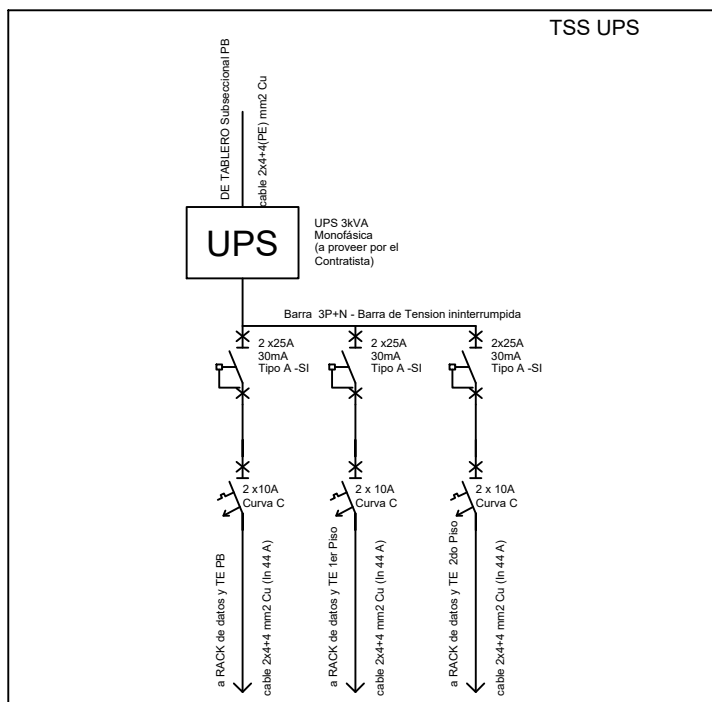 TSS UPS
DE TABLERO Subseccional PB
cable 2x4+4(PE) mm2 Cu
UPS
UPS 3kVA
Monofásica
(a proveer por el
Contratista)
Barra 3P+N - Barra de Tension ininterrumpida
2 x25A
30mA
Tipo A -SI
2 x25A
30mA
Tipo A -SI
2x25A
30mA
Tipo A -SI
2 x10A
Curva C
2 x 10A
Curva C
2 x 10A
Curva C
a RACK de datos y TE PB
cable 2x4+4 mm2 Cu (In 44 A)
a RACK de datos y TE 1er Piso
cable 2x4+4 mm2 Cu (In 44 A)
a RACK de datos y TE 2do Piso
cable 2x4+4 mm2 Cu (In 44 A)